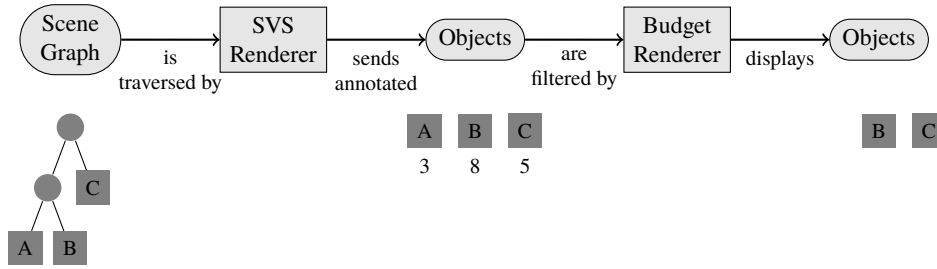 Scene
Graph
is
traversed by
SVS
Renderer
sends
annotated
Objects
are
filtered by
Budget
Renderer
displays
Objects
A B C
3 8 5
B C
C
A B